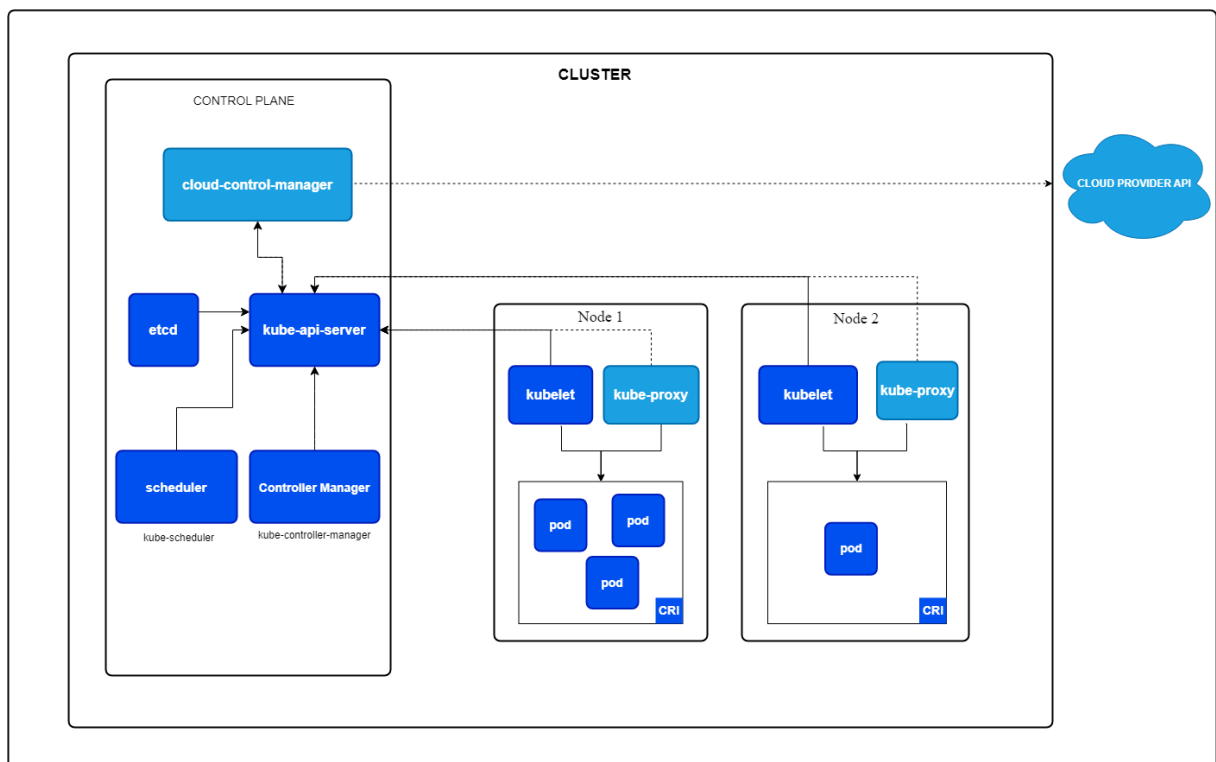 CLUSTER
CONTROL PLANE
cloud-control-manager
CLOUD PROVIDER API
etcd
kube-api-server
scheduler
kube-scheduler
Controller Manager
kube-controller-manager
Node 1
kubelet
kube-proxy
pod
pod
pod
CRI
Node 2
kubelet
kube-proxy
pod
CRI